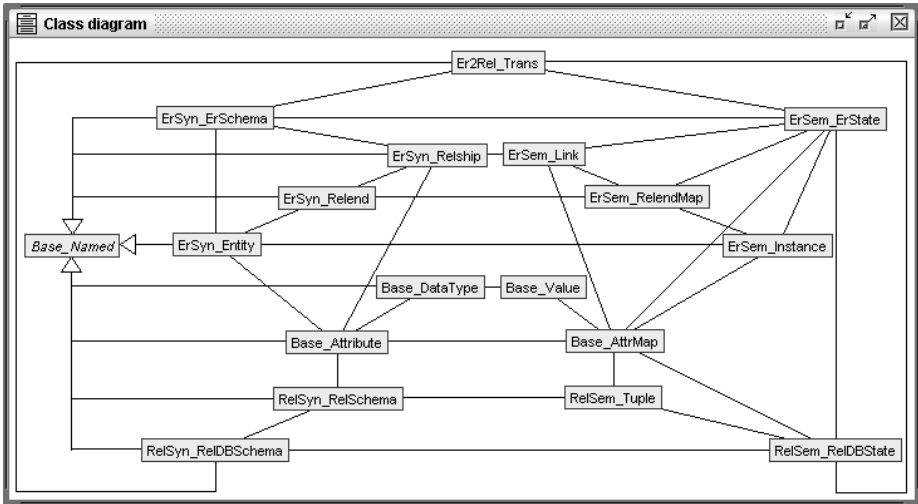 Class diagram
Er2Rel_Trans
ErSyn_ErSchema
ErSem_ErState
ErSyn_Relship
ErSem_Link
ErSyn_Relend
ErSem_RelendMap
Base_Named
ErSyn_Entity
ErSem_Instance
Base_DataType
Base_Value
Base_Attribute
Base_AttrMap
RelSyn_RelSchema
RelSem_Tuple
RelSyn_RelDBSchema
RelSem_RelDBState